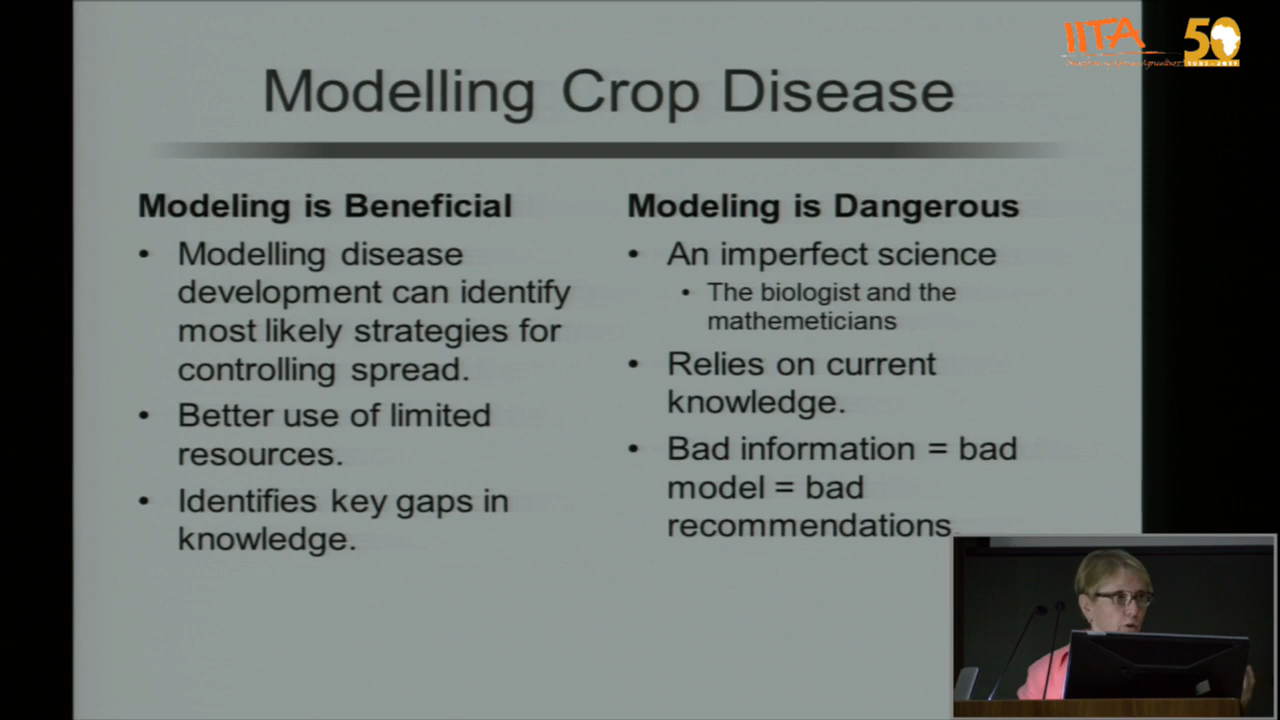 IITA
50
Modelling Crop Disease
Modeling is Beneficial
• Modelling disease
development can identify
most likely strategies for
controlling spread.
• Better use of limited
resources.
• Identifies key gaps in
knowledge.
Modeling is Dangerous
• An imperfect science
• The biologist and the
mathemeticians
• Relies on current
knowledge.
• Bad information = bad
model = bad
recommendations